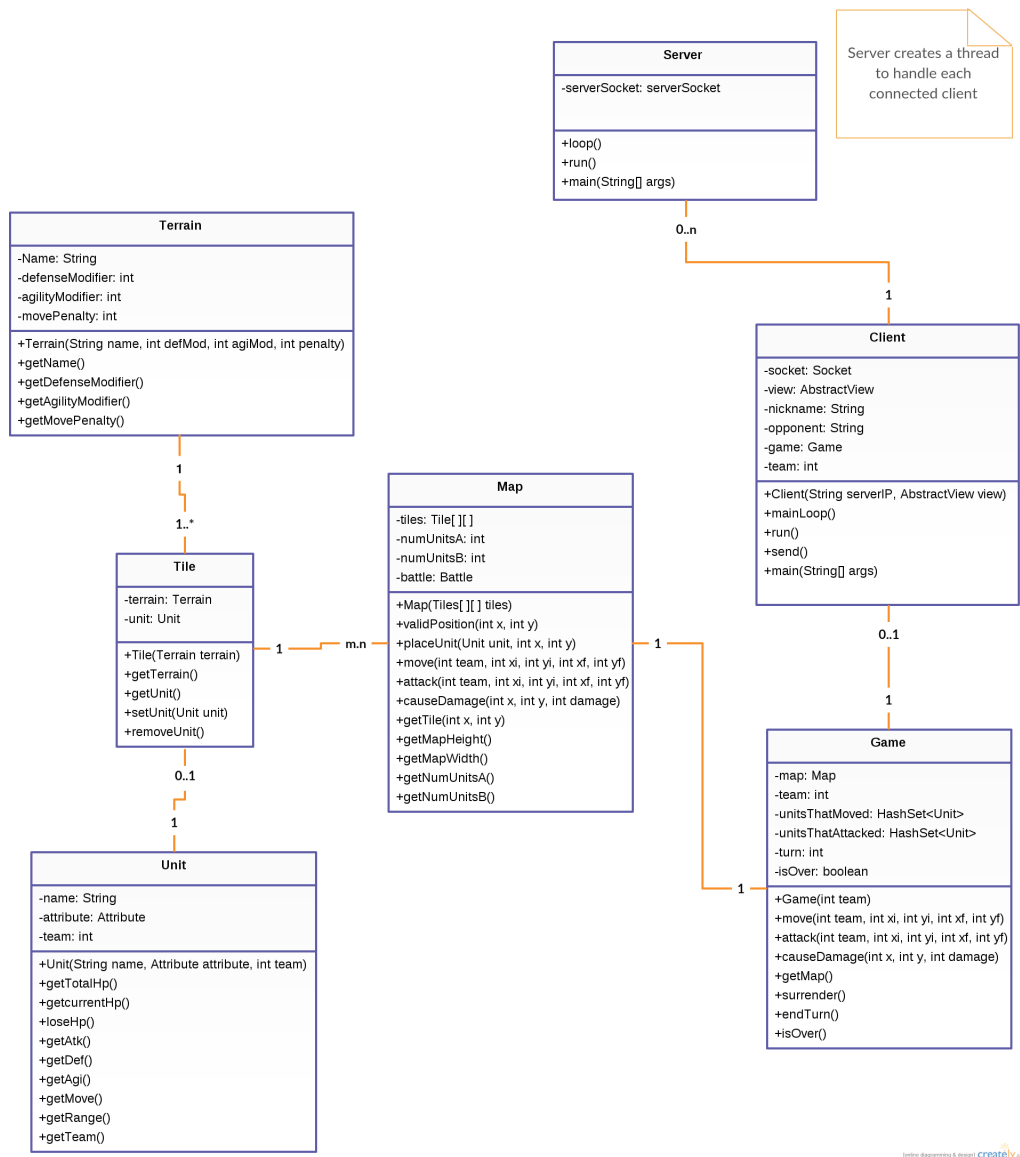 Server creates a thread
to handle each
connected client
Server
-serverSocket: serverSocket
+loop()
+run()
+main(String[] args)
0..n
1
Terrain
-Name: String
-defenseModifier: int
-agilityModifier: int
-movePenalty: int
+Terrain(String name, int defMod, int agiMod, int penalty)
+getName()
+getDefenseModifier()
+getAgilityModifier()
+getMovePenalty()
1
1..*
Client
-socket: Socket
-view: AbstractView
-nickname: String
-opponent: String
-game: Game
-team: int
+Client(String serverIP, AbstractView view)
+mainLoop()
+run()
+send()
+main(String[] args)
0..1
1
Map
-tiles: Tile[ ][ ]
-numUnitsA: int
-numUnitsB: int
-battle: Battle
+Map(Tiles[ ][ ] tiles)
+validPosition(int x, int y)
+placeUnit(Unit unit, int x, int y)
+move(int team, int xi, int yi, int xf, int yf)
+attack(int team, int xi, int yi, int xf, int yf)
+causeDamage(int x, int y, int damage)
+getTile(int x, int y)
+getMapHeight()
+getMapWidth()
+getNumUnitsA()
+getNumUnitsB()
Tile
-terrain: Terrain
-unit: Unit
+Tile(Terrain terrain)
+getTerrain()
+getUnit()
+setUnit(Unit unit)
+removeUnit()
1
m.n
1
1
0..1
1
Game
-map: Map
-team: int
-unitsThatMoved: HashSet<Unit>
-unitsThatAttacked: HashSet<Unit>
-turn: int
-isOver: boolean
+Game(int team)
+move(int team, int xi, int yi, int xf, int yf)
+attack(int team, int xi, int yi, int xf, int yf)
+causeDamage(int x, int y, int damage)
+getMap()
+surrender()
+endTurn()
+isOver()
Unit
-name: String
-attribute: Attribute
-team: int
+Unit(String name, Attribute attribute, int team)
+getTotalHp()
+getcurrentHp()
+loseHp()
+getAtk()
+getDef()
+getAgi()
+getMove()
+getRange()
+getTeam()
[online diagramming & design] creately